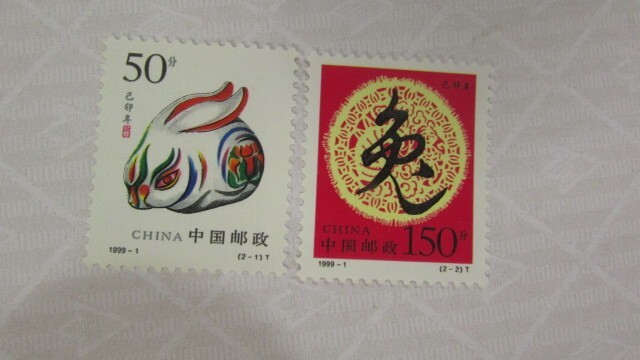 50分
己卯年
CHINA 中国邮政
1999-1
(2-1)T
己卯年
兔
CHINA
中国邮政 150分
1999-1
(2-2)T